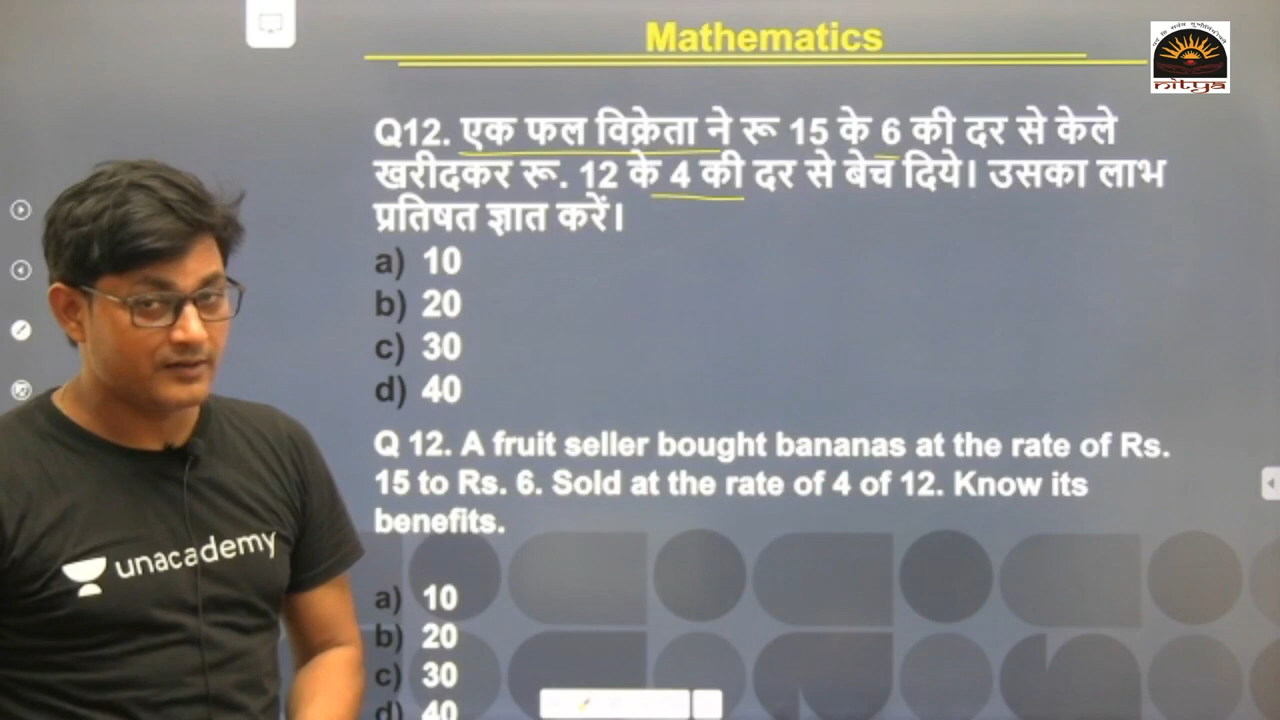 Mathematics
nitya
Q12. एक फल विक्रेता ने रू 15 के 6 की दर से केले
खरीदकर रू. 12 के 4 की दर से बेच दिये। उसका लाभ
प्रतिषत ज्ञात करें।
a) 10
b) 20
c) 30
d) 40
Q 12. A fruit seller bought bananas at the rate of Rs.
15 to Rs. 6. Sold at the rate of 4 of 12. Know its
benefits.
a) 10
b) 20
c) 30
d) 40
unacademy